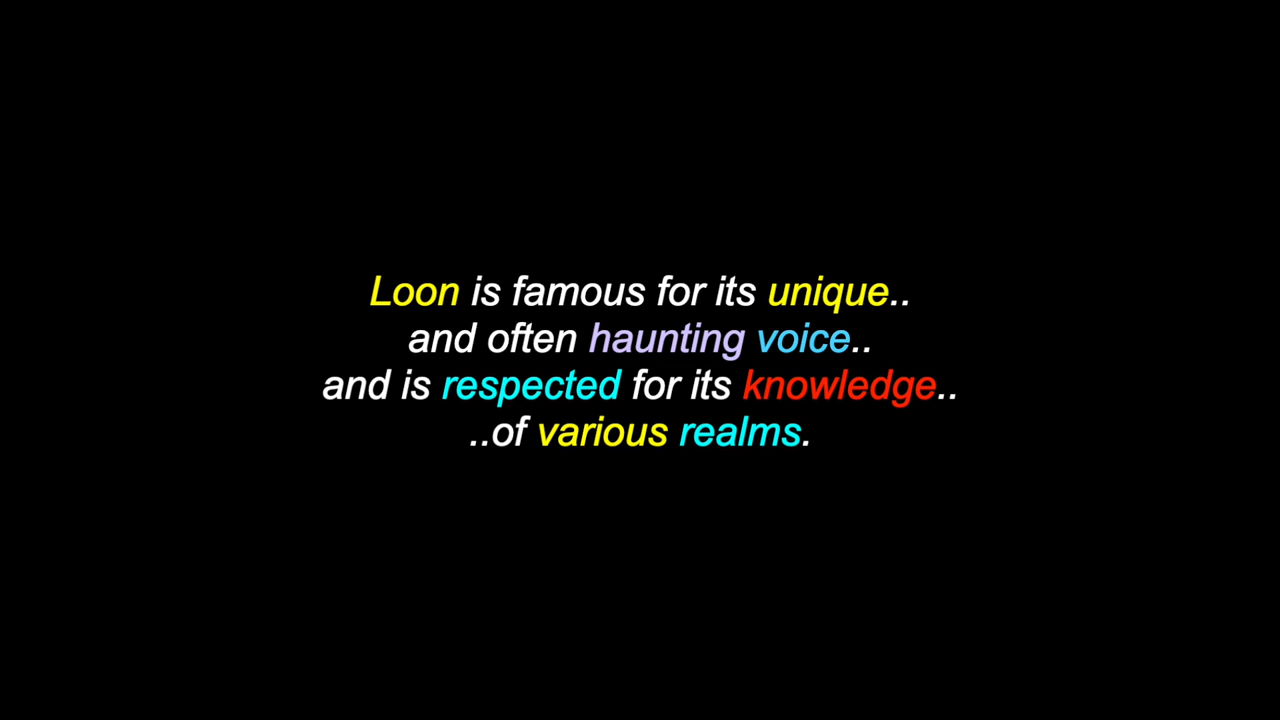 Loon is famous for its unique..
and often haunting voice..
and is respected for its knowledge..
..of various realms.